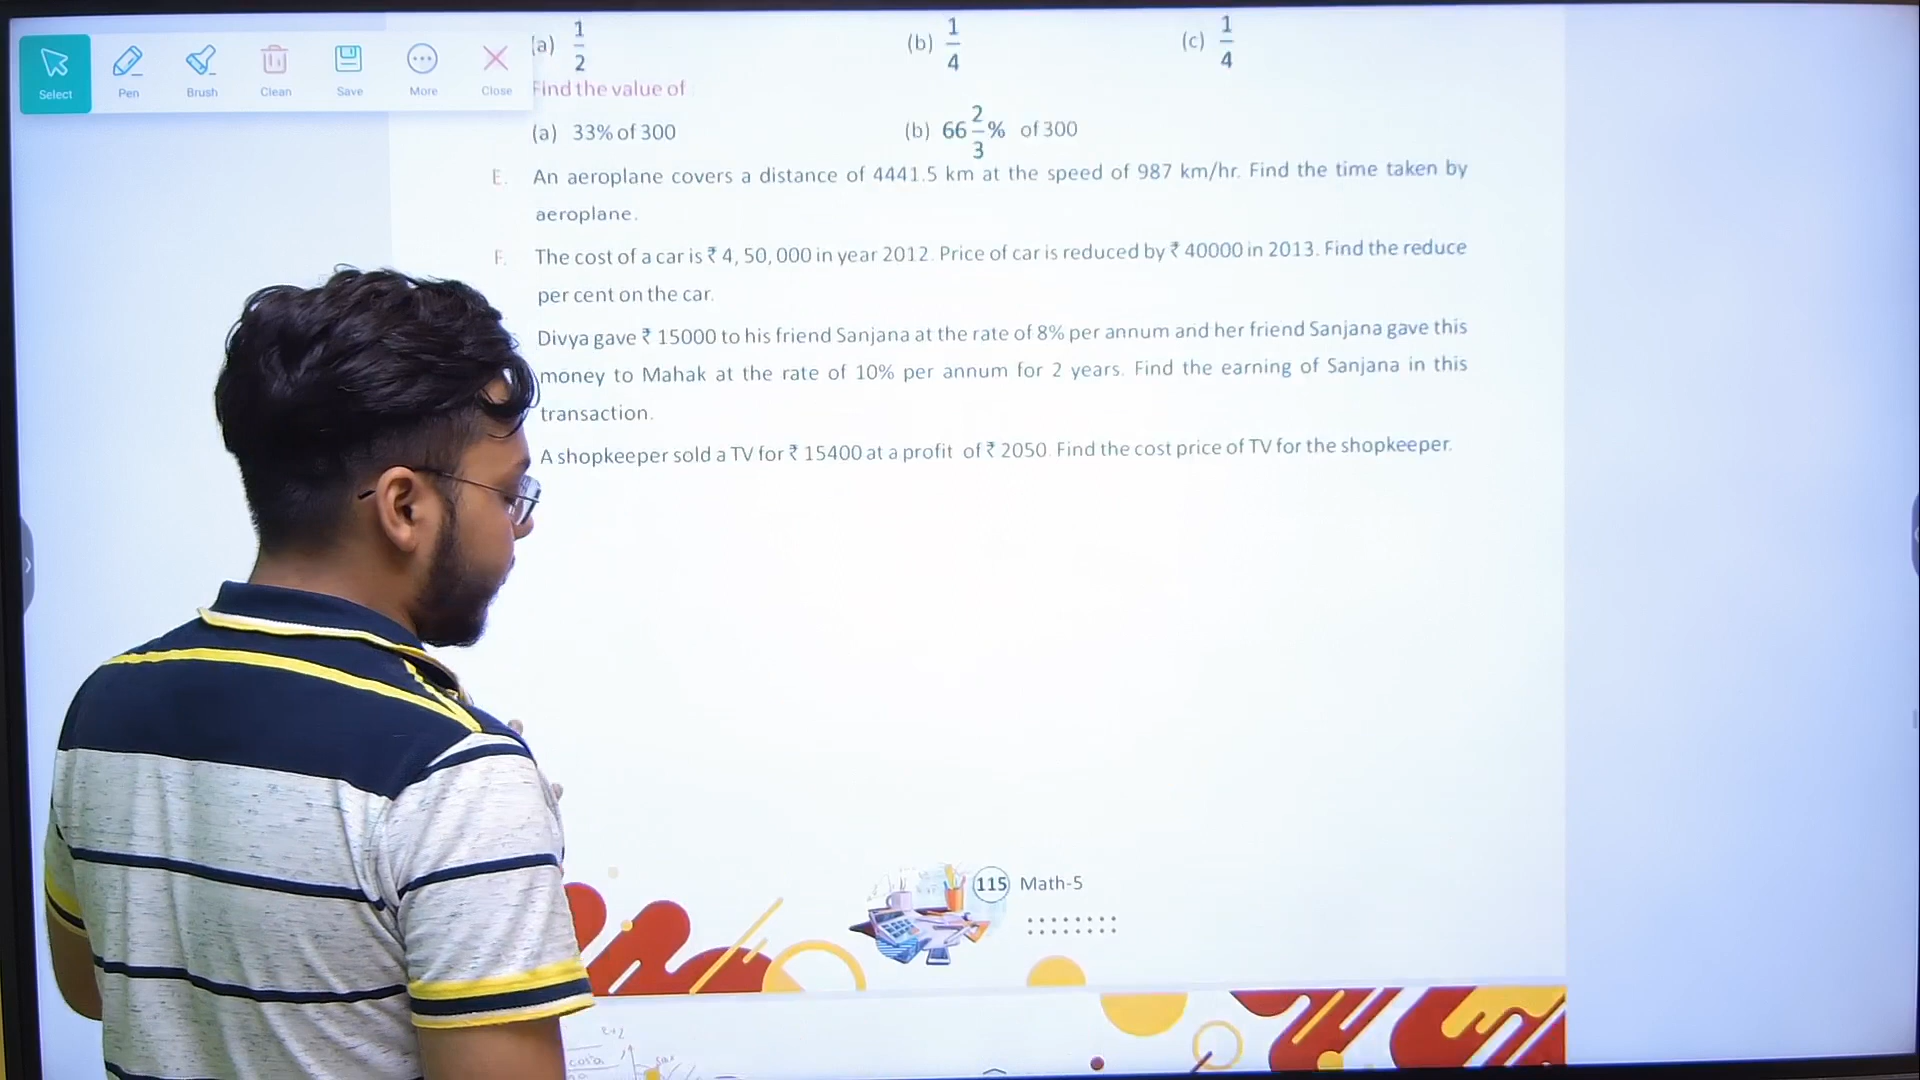 (a) 1/2 (b) 1/4 (c) 1/4
Select Pen Brush Clean Save More Close
Find the value of
(a) 33% of 300 (b) 66 2/3 % of 300
E. An aeroplane covers a distance of 4441.5 km at the speed of 987 km/hr. Find the time taken by
aeroplane.
F. The cost of a car is ₹ 4, 50, 000 in year 2012. Price of car is reduced by ₹ 40000 in 2013. Find the reduce
per cent on the car.
Divya gave ₹ 15000 to his friend Sanjana at the rate of 8% per annum and her friend Sanjana gave this
money to Mahak at the rate of 10% per annum for 2 years. Find the earning of Sanjana in this
transaction.
A shopkeeper sold a TV for ₹ 15400 at a profit of ₹ 2050. Find the cost price of TV for the shopkeeper.
115 Math-5